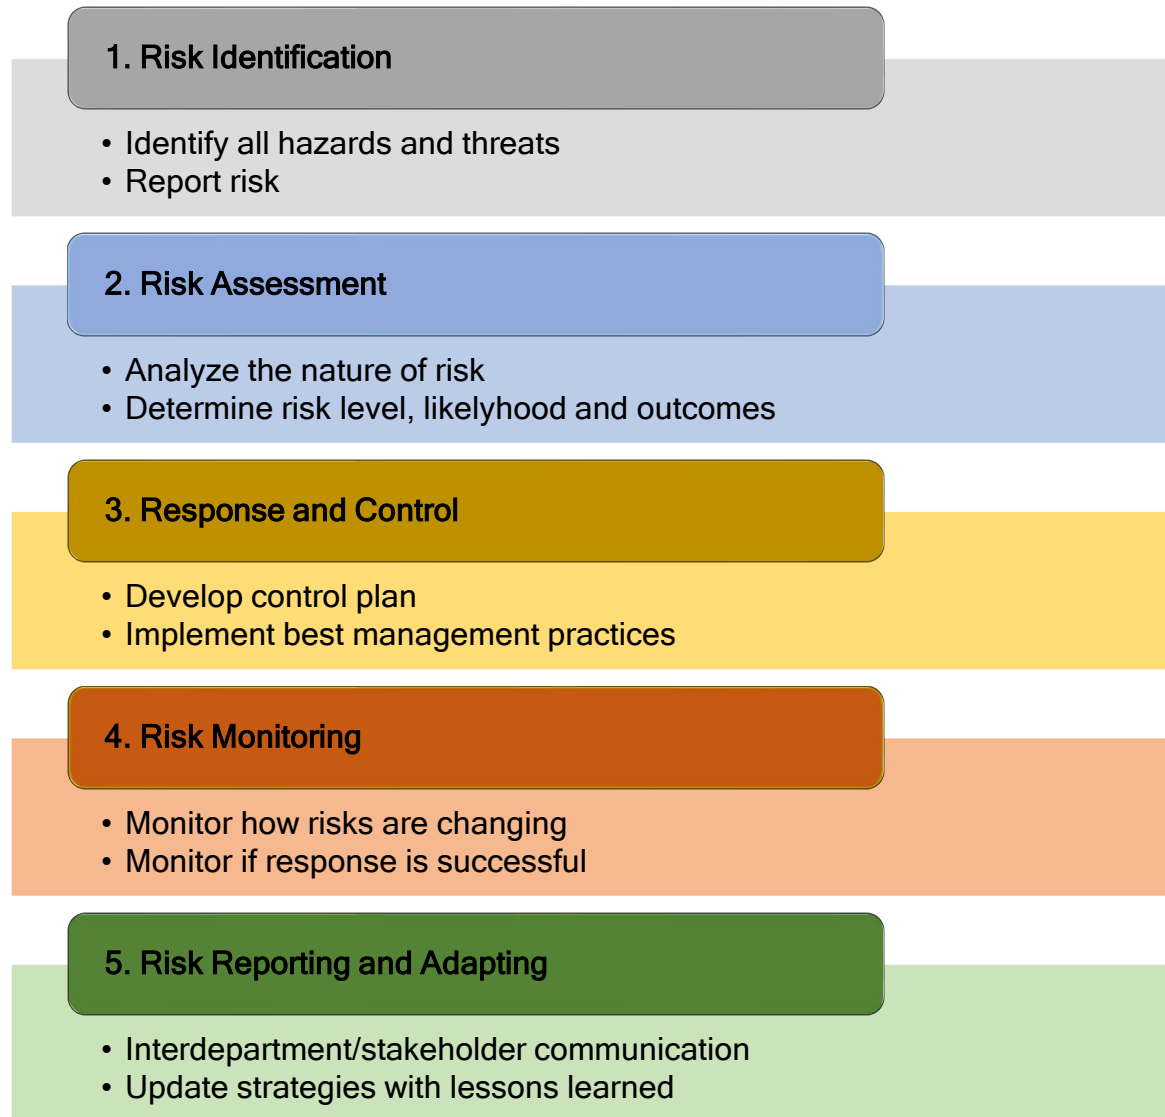 1. Risk Identification
• Identify all hazards and threats
• Report risk
2. Risk Assessment
• Analyze the nature of risk
• Determine risk level, likelyhood and outcomes
3. Response and Control
• Develop control plan
• Implement best management practices
4. Risk Monitoring
• Monitor how risks are changing
• Monitor if response is successful
5. Risk Reporting and Adapting
• Interdepartment/stakeholder communication
• Update strategies with lessons learned